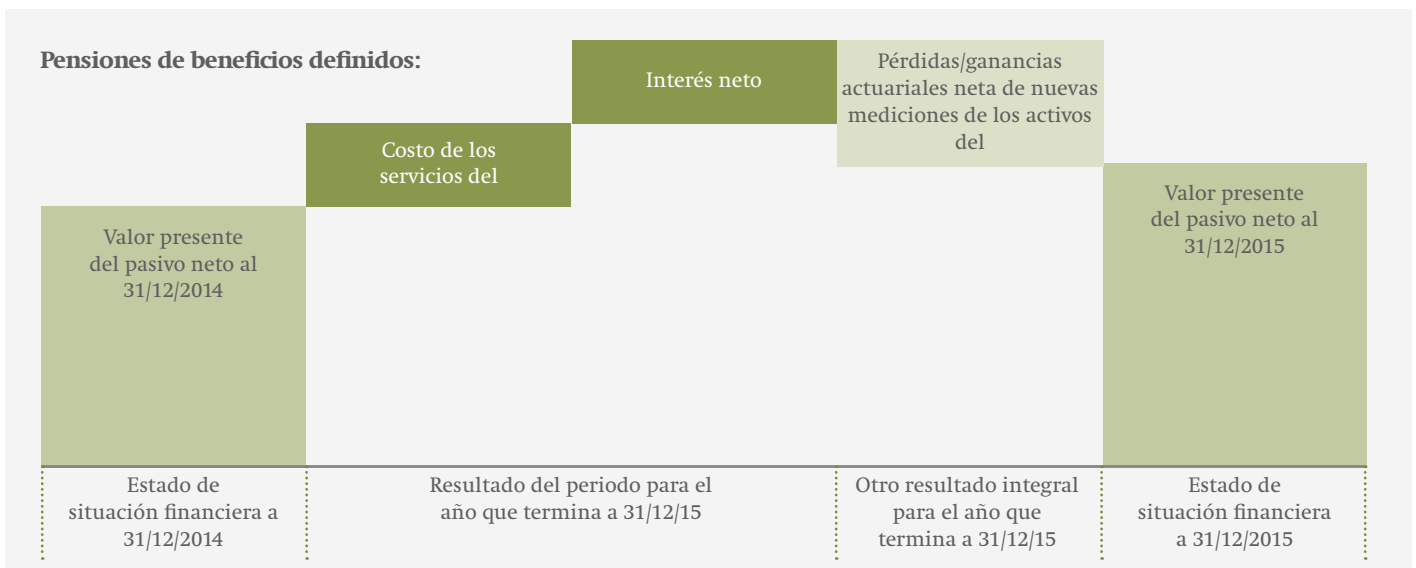 Pensiones de beneficios definidos:
Interés neto
Pérdidas/ganancias
actuariales neta de nuevas
mediciones de los activos
del
Costo de los
servicios del
Valor presente
del pasivo neto al
31/12/2014
Valor presente
del pasivo neto al
31/12/2015
Estado de
situación financiera a
31/12/2014
Resultado del periodo para el
año que termina a 31/12/15
Otro resultado integral
para el año que
termina a 31/12/15
Estado de
situación financiera
a 31/12/2015